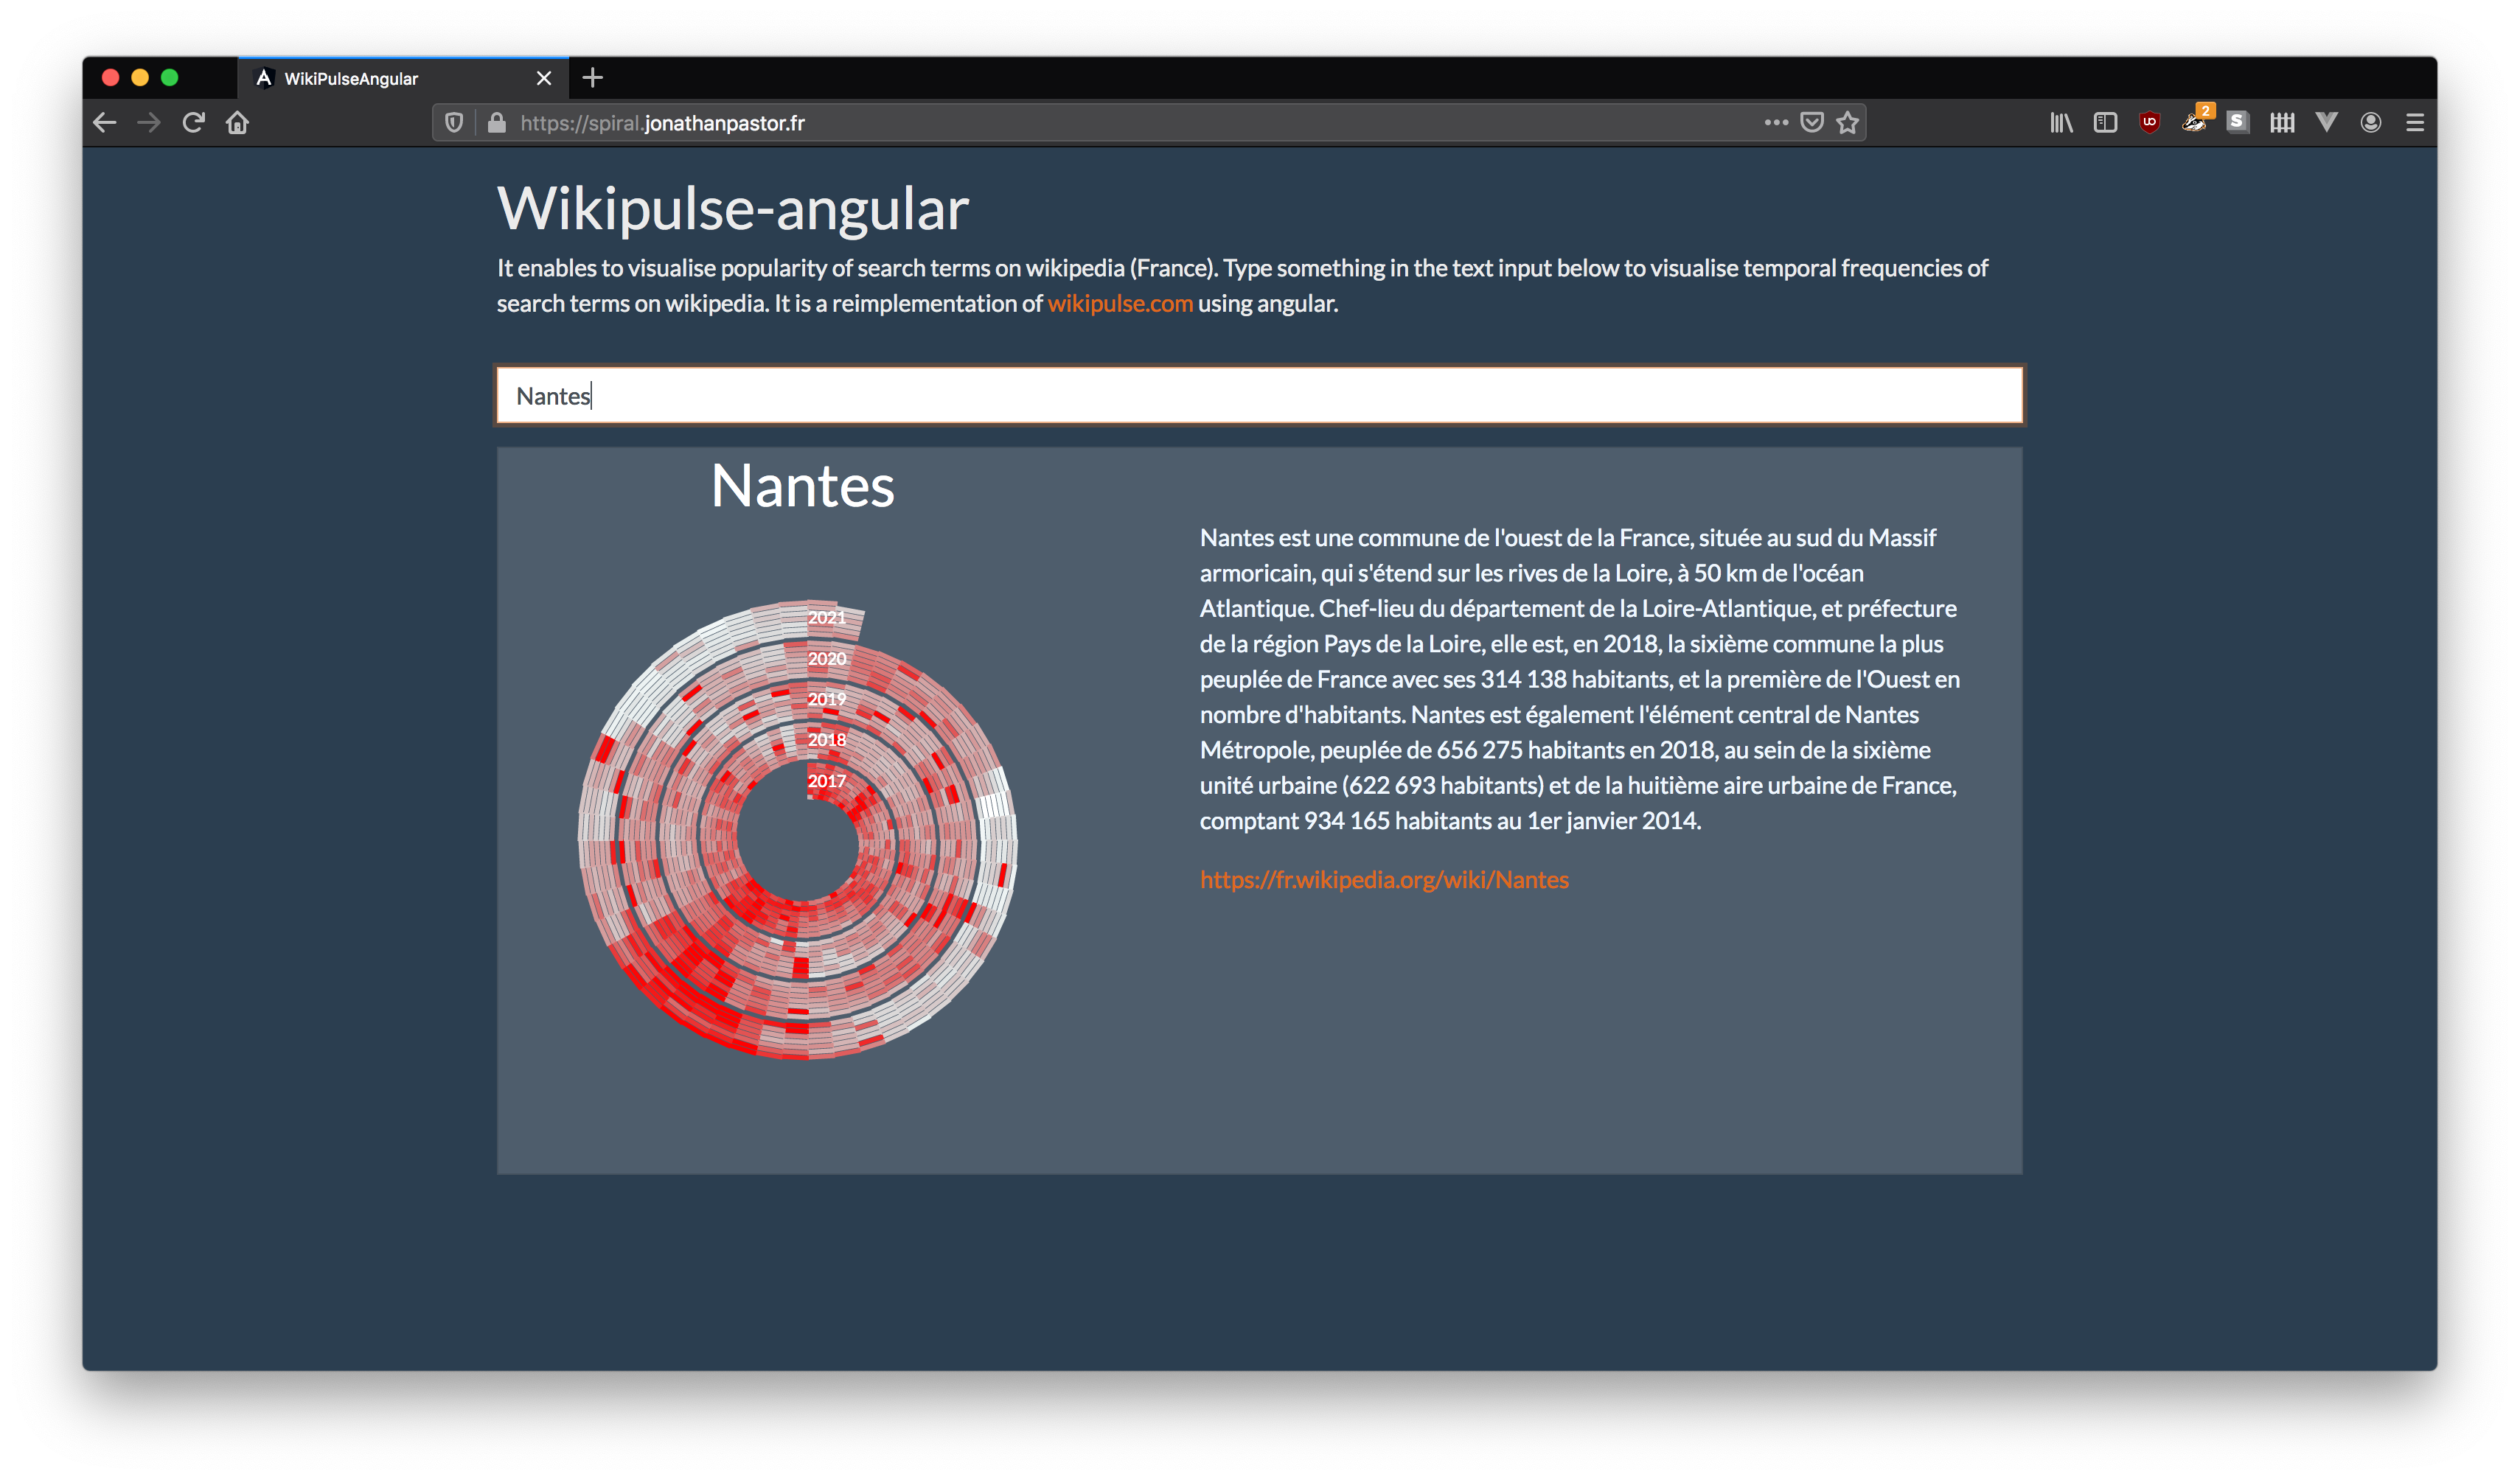 WikiPulseAngular
https://spiral.jonathanpastor.fr
2
Wikipulse-angular
It enables to visualise popularity of search terms on wikipedia (France). Type something in the text input below to visualise temporal frequencies of
search terms on wikipedia. It is a reimplementation of wikipulse.com using angular.
Nantes
Nantes
2021
2020
2019
2018
2017
Nantes est une commune de l'ouest de la France, située au sud du Massif
armoricain, qui s'étend sur les rives de la Loire, à 50 km de l'océan
Atlantique. Chef-lieu du département de la Loire-Atlantique, et préfecture
de la région Pays de la Loire, elle est, en 2018, la sixième commune la plus
peuplée de France avec ses 314 138 habitants, et la première de l'Ouest en
nombre d'habitants. Nantes est également l'élément central de Nantes
Métropole, peuplée de 656 275 habitants en 2018, au sein de la sixième
unité urbaine (622 693 habitants) et de la huitième aire urbaine de France,
comptant 934 165 habitants au 1er janvier 2014.
https://fr.wikipedia.org/wiki/Nantes